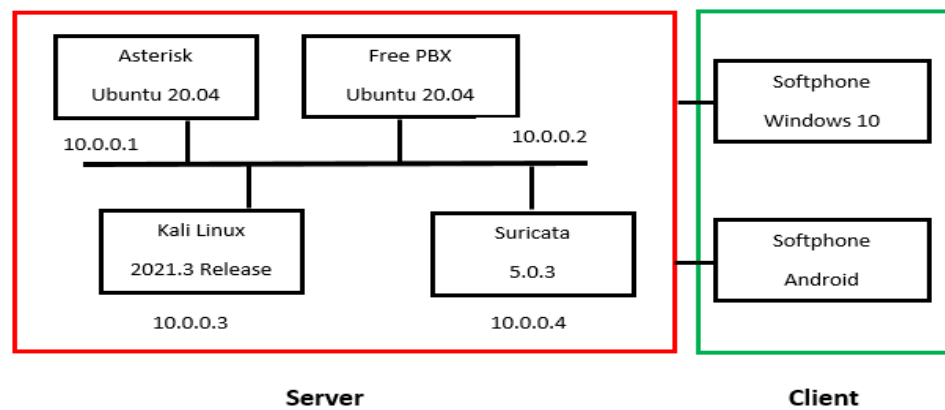 Asterisk
Ubuntu 20.04
Free PBX
Ubuntu 20.04
10.0.0.1
10.0.0.2
Kali Linux
2021.3 Release
Suricata
5.0.3
10.0.0.3
10.0.0.4
Softphone
Windows 10
Softphone
Android
Server
Client